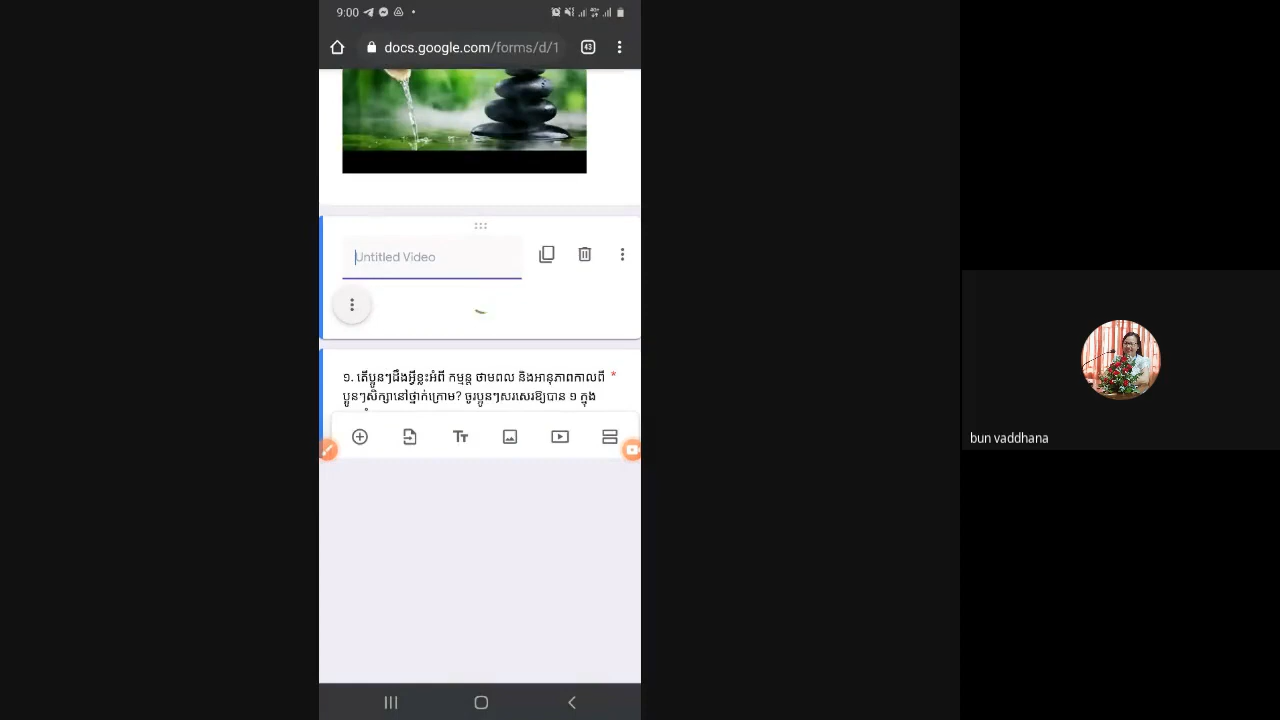 9:00
docs.google.com/forms/d/1
43
Untitled Video
១. តើប្អូនៗដឹងអ្វីខ្លះអំពី កម្មន្ត ថាមពល និងអានុភាពកាលពី *
ប្អូនៗសិក្សានៅថ្នាក់ក្រោម? ចូរប្អូនៗសរសេរឱ្យបាន ១ ក្នុង
Tт
bun vaddhana